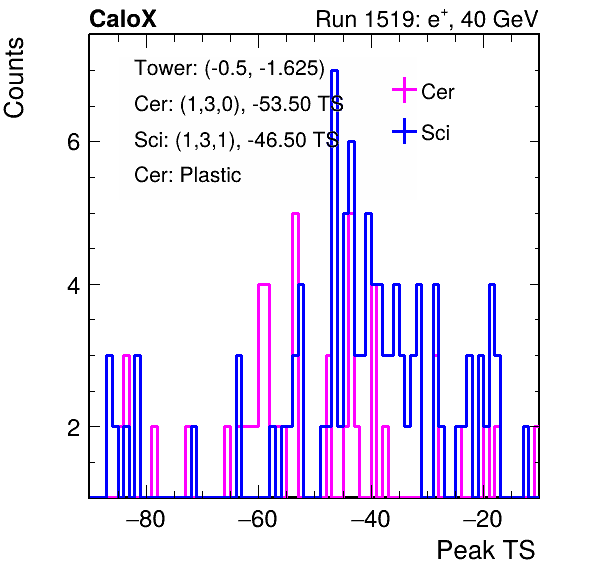 CaloX Run 1519: e⁺, 40 GeV
Counts
Tower: (-0.5, -1.625)
Cer: (1,3,0), -53.50 TS
Sci: (1,3,1), -46.50 TS
Cer: Plastic
Cer
Sci
6
4
2
−80 −60 −40 −20
Peak TS